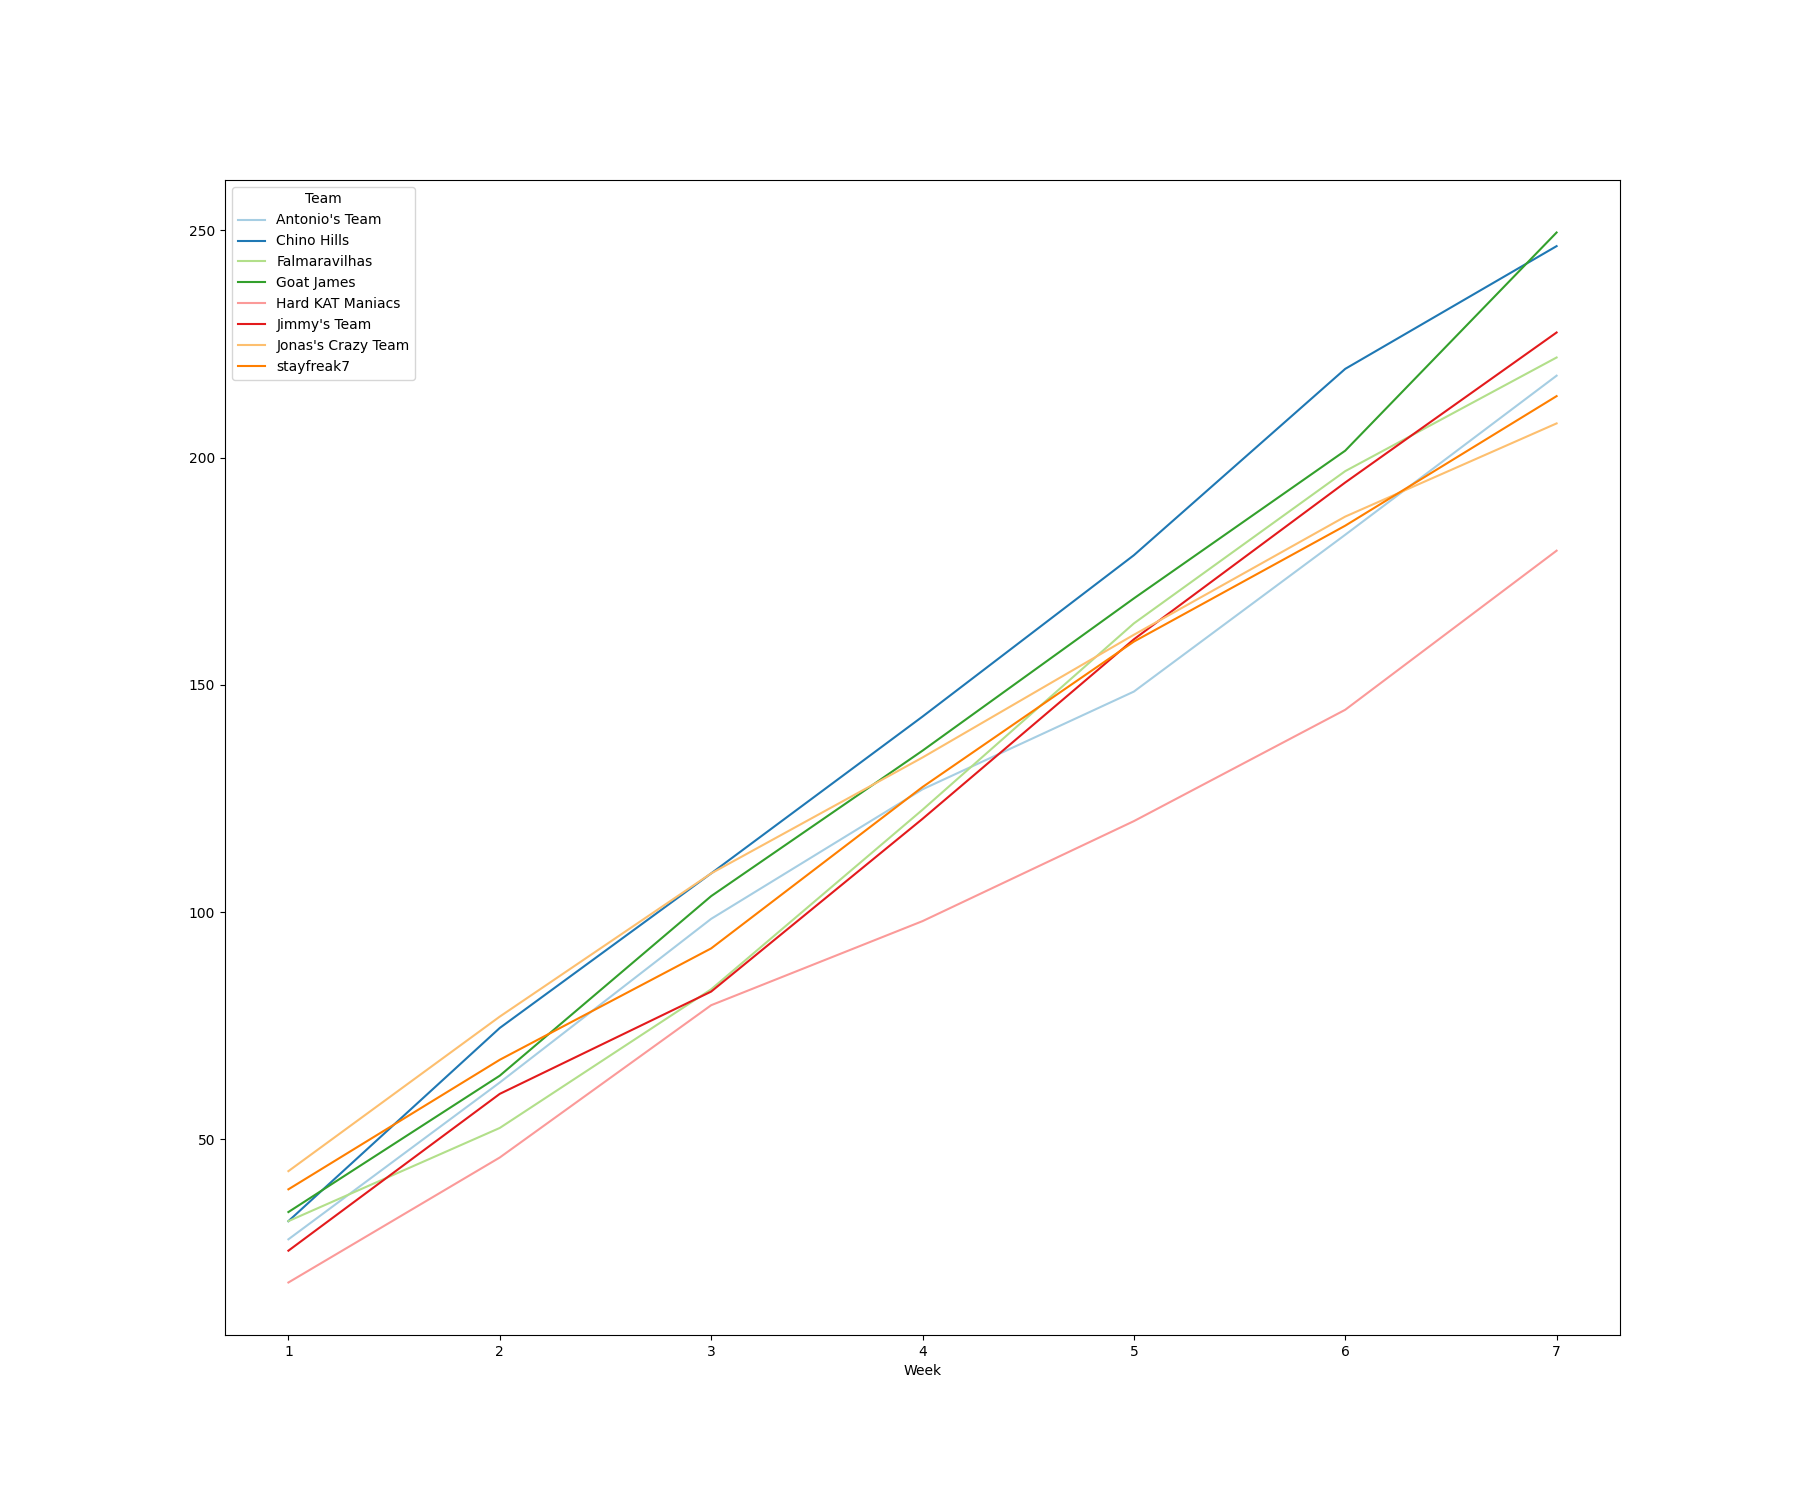 Team
Antonio's Team
Chino Hills
Falmaravilhas
Goat James
Hard KAT Maniacs
Jimmy's Team
Jonas's Crazy Team
stayfreak7
250
200
150
100
50
1 2 3 4 5 6 7
Week